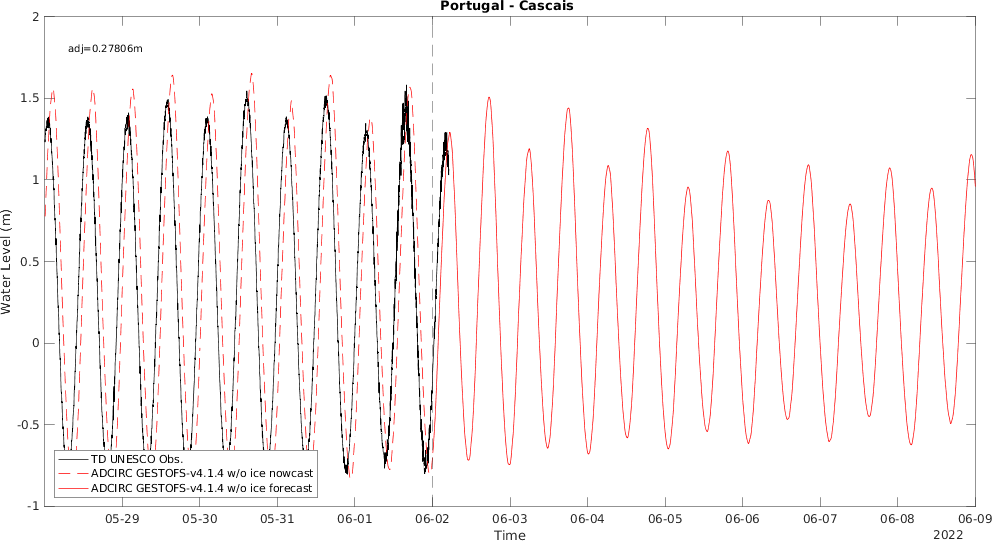 Portugal - Cascais
2
adj=0.27806m
1.5
1
0.5
0
-0.5
-1
Water Level (m)
TD UNESCO Obs.
ADCIRC GESTOFS-v4.1.4 w/o ice nowcast
ADCIRC GESTOFS-v4.1.4 w/o ice forecast
05-29 05-30 05-31 06-01 06-02 06-03 06-04 06-05 06-06 06-07 06-08 06-09
Time
2022